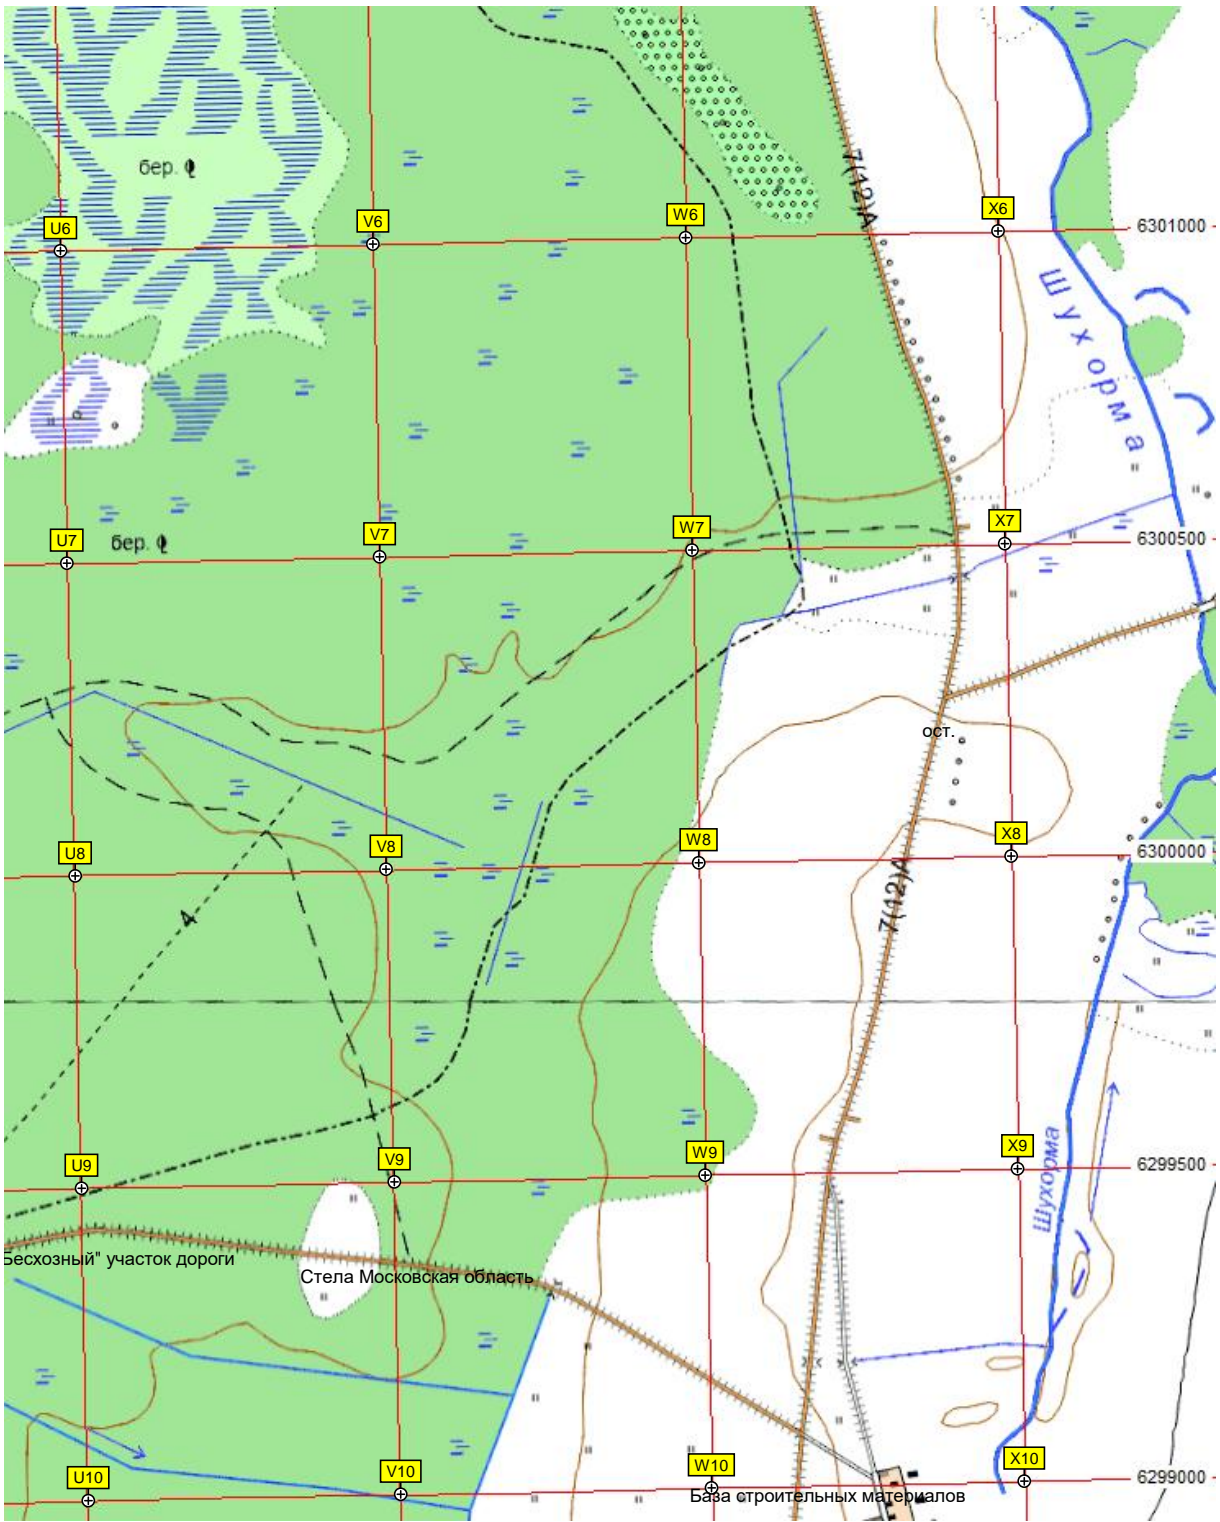 7(12)А
бер.
U6
V6
W6
X6
6301000
Шухорма
бер.
U7
V7
W7
X7
6300500
ост.
U8
V8
W8
X8
6300000
7(12)А
4
U9
V9
W9
X9
6299500
Шухорма
Бесхозный" участок дороги
Стела Московская область
U10
V10
W10
X10
6299000
База строительных материалов